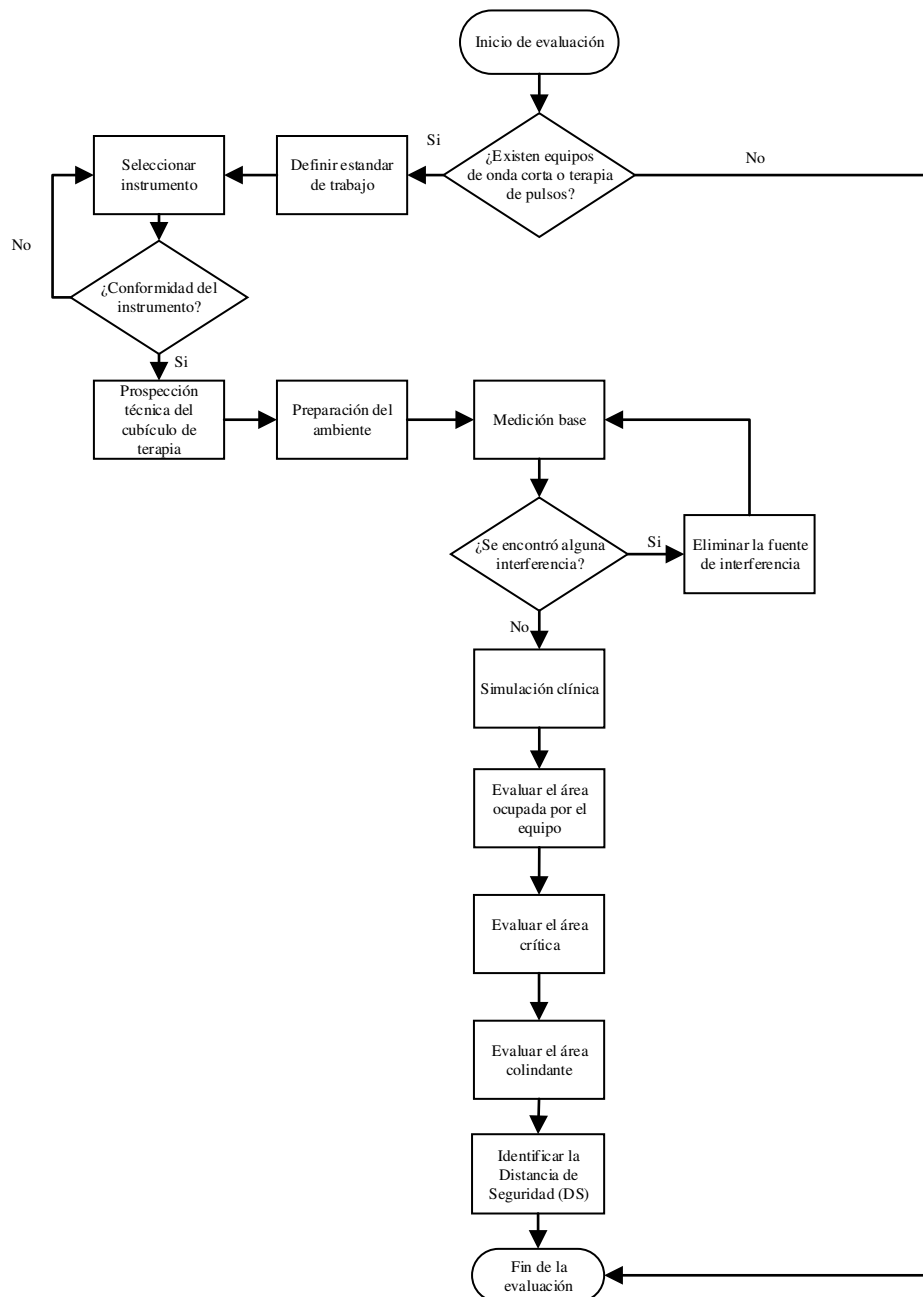 Inicio de evaluación
¿Existen equipos
de onda corta o terapia
de pulsos?
Si
No
Definir estandar
de trabajo
Seleccionar
instrumento
No
¿Conformidad del
instrumento?
Si
Prospección
técnica del
cubículo de
terapia
Preparación del
ambiente
Medición base
¿Se encontró alguna
interferencia?
Si
Eliminar la fuente
de interferencia
No
Simulación clínica
Evaluar el área
ocupada por el
equipo
Evaluar el área
crítica
Evaluar el área
colindante
Identificar la
Distancia de
Seguridad (DS)
Fin de la
evaluación